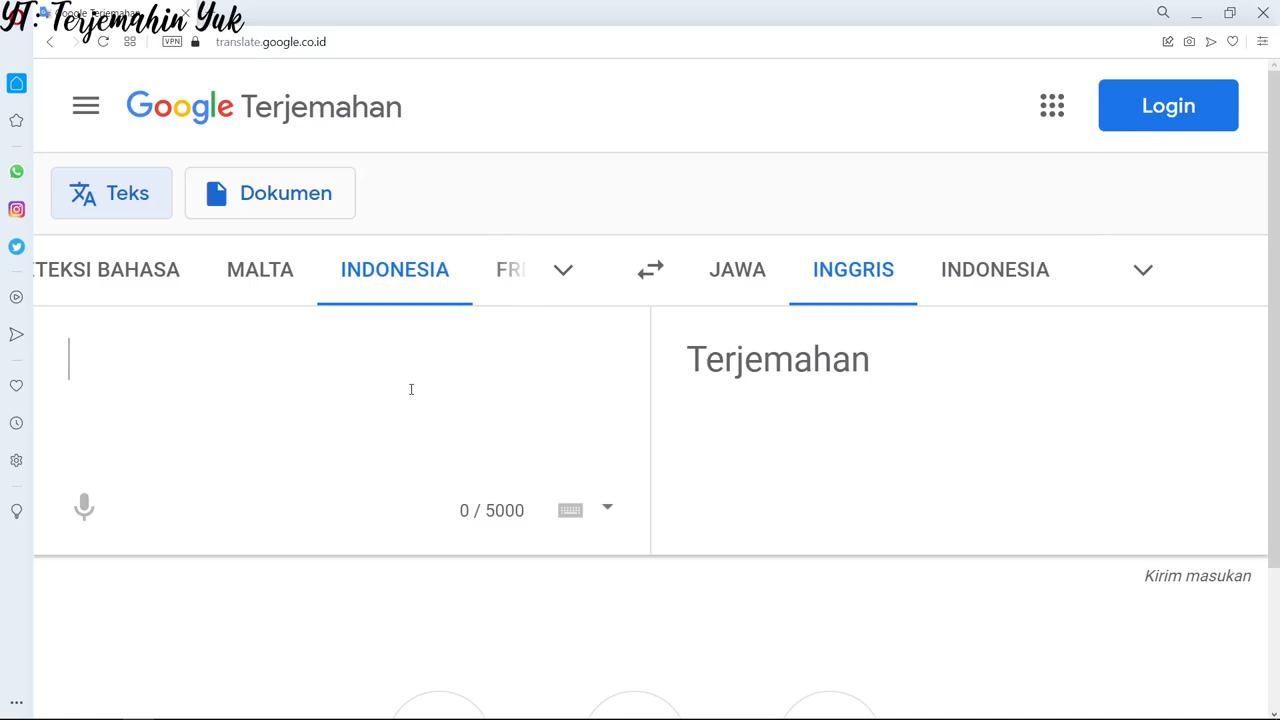 YT: Terjemahin Yuk
VPN
translate.google.co.id
Google Terjemahan
Login
Teks
Dokumen
TEKSI BAHASA
MALTA
INDONESIA
JAWA
INGGRIS
INDONESIA
Terjemahan
0 / 5000
Kirim masukan